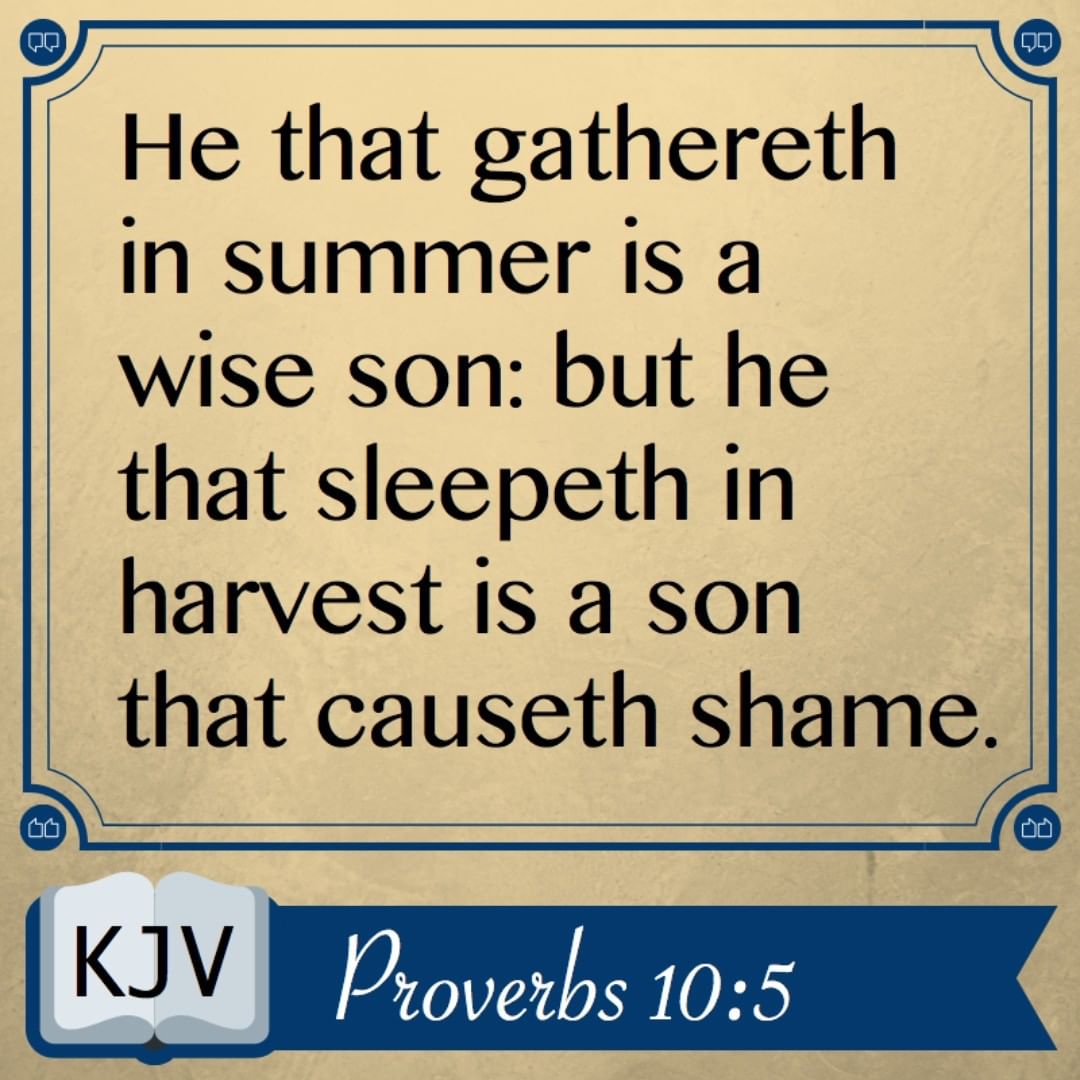 He that gathereth
in summer is a
wise son: but he
that sleepeth in
harvest is a son
that causeth shame.
KJV
Proverbs 10:5